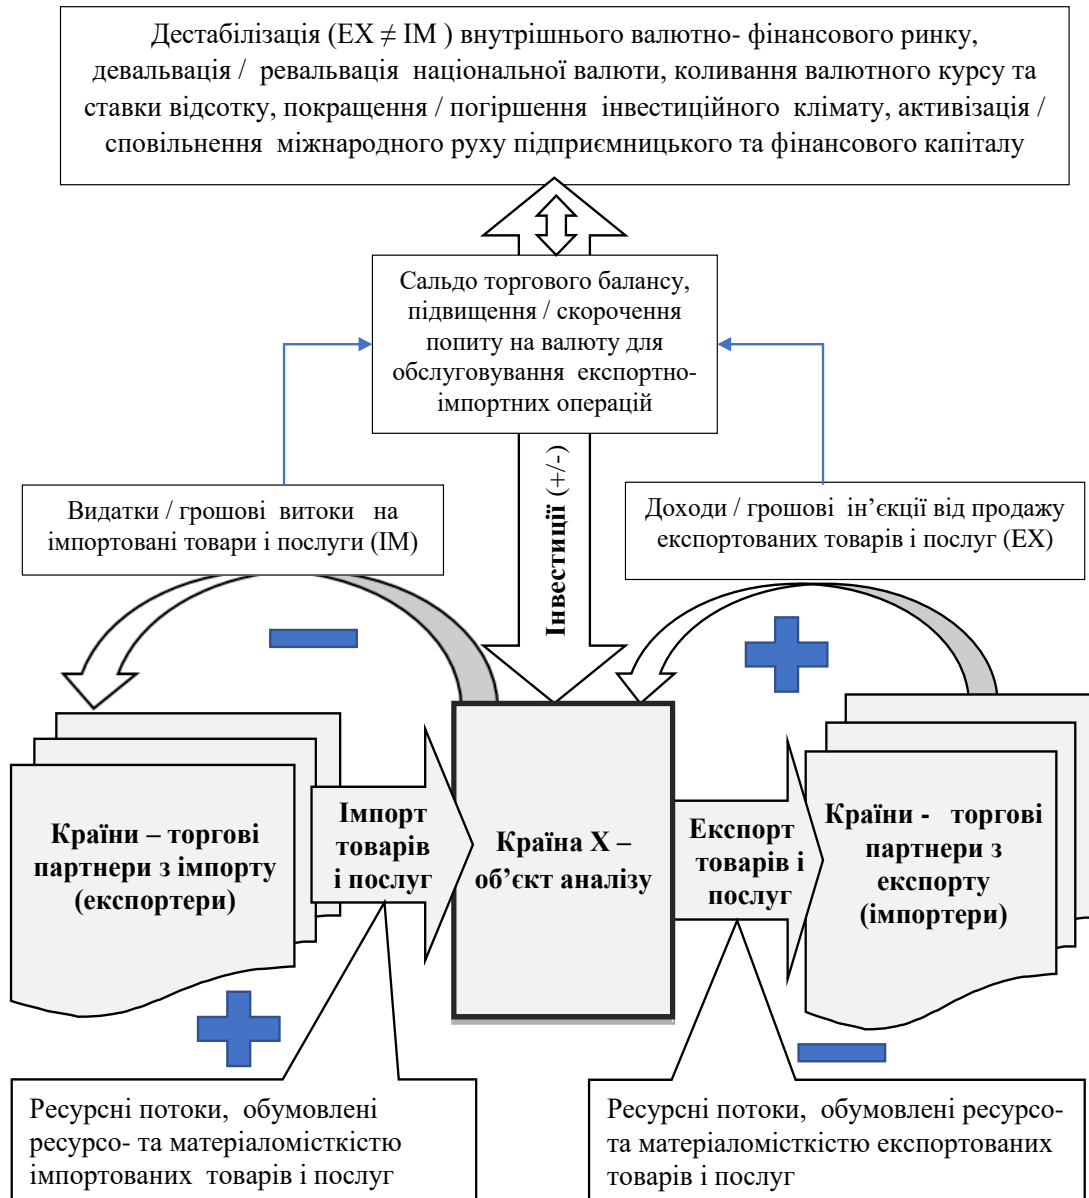 Дестабілізація (EX ≠ IM ) внутрішнього валютно- фінансового ринку,
девальвація / ревальвація національної валюти, коливання валютного курсу та
ставки відсотку, покращення / погіршення інвестиційного клімату, активізація /
сповільнення міжнародного руху підприємницького та фінансового капіталу
Сальдо торгового балансу,
підвищення / скорочення
попиту на валюту для
обслуговування експортно-
імпортних операцій
Інвестиції (+/-)
Видатки / грошові витоки на
імпортовані товари і послуги (IM)
Доходи / грошові ін’єкції від продажу
експортованих товарів і послуг (EX)
Країни – торгові
партнери з імпорту
(експортери)
Імпорт
товарів
і послуг
Країна Х –
об’єкт аналізу
Експорт
товарів і
послуг
Країни - торгові
партнери з
експорту
(імпортери)
Ресурсні потоки, обумовлені
ресурсо- та матеріаломісткістю
імпортованих товарів і послуг
Ресурсні потоки, обумовлені ресурсо-
та матеріаломісткістю експортованих
товарів і послуг